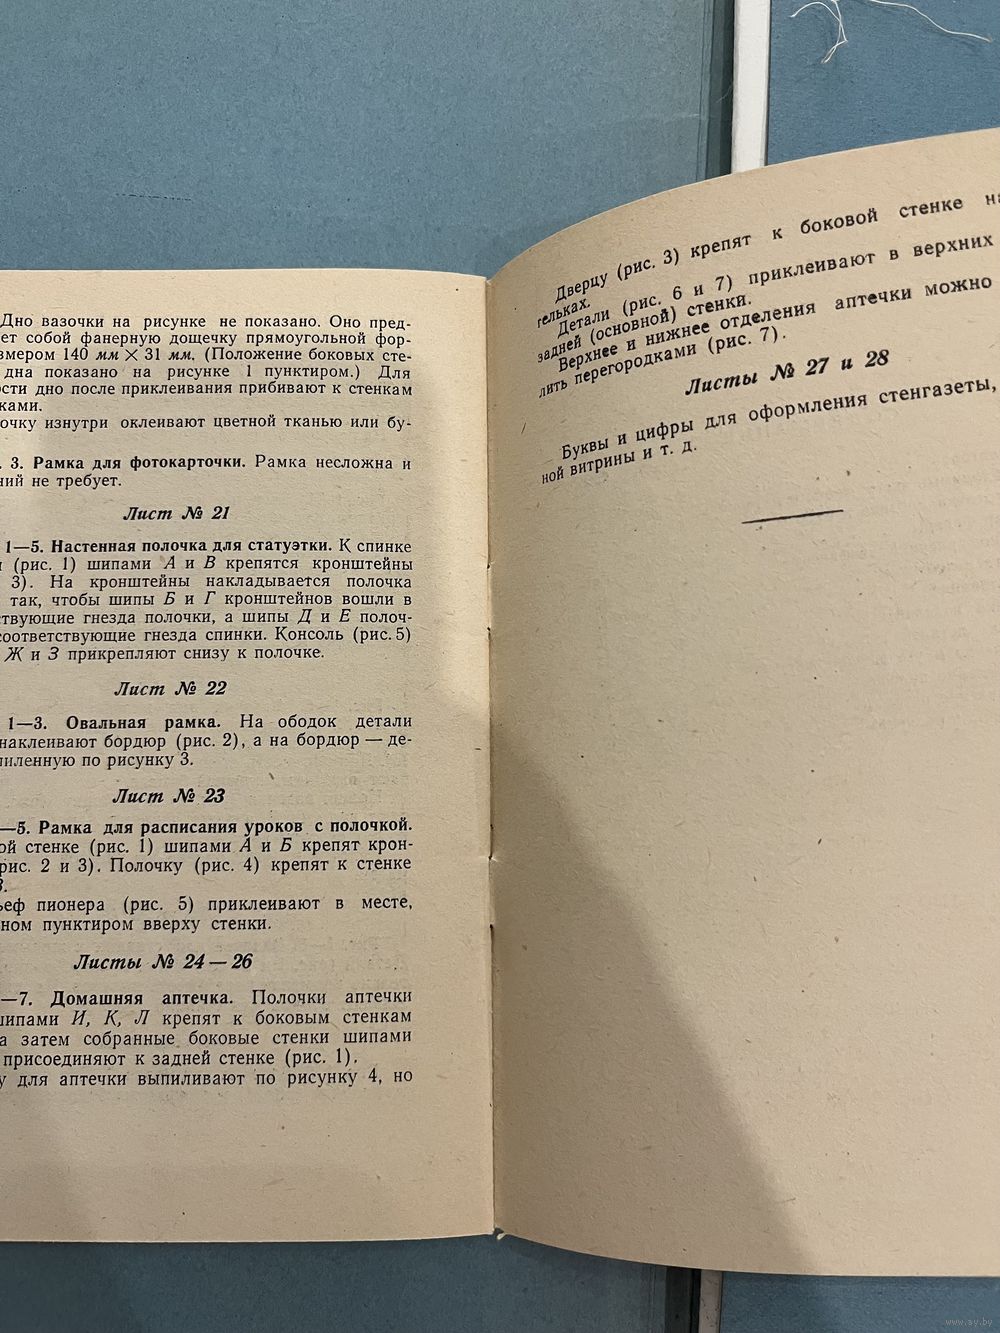 Дно вазочки на рисунке не показано. Оно пред-
ет собой фанерную дощечку прямоугольной фор-
змером 140 мм × 31 мм. (Положение боковых сте-
дна показано на рисунке 1 пунктиром.) Для
ости дно после приклеивания прибивают к стенкам
ками.
очку изнутри оклеивают цветной тканью или бу-
. 3. Рамка для фотокарточки. Рамка несложна и
ний не требует.
Лист № 21
1—5. Настенная полочка для статуэтки. К спинке
(рис. 1) шипами А и В крепятся кронштейны
3). На кронштейны накладывается полочка
так, чтобы шипы Б и Г кронштейнов вошли в
ствующие гнезда полочки, а шипы Д и Е полоч-
соответствующие гнезда спинки. Консоль (рис. 5)
Ж и З прикрепляют снизу к полочке.
Лист № 22
1—3. Овальная рамка. На ободок детали
наклеивают бордюр (рис. 2), а на бордюр — де-
пиленную по рисунку 3.
Лист № 23
—5. Рамка для расписания уроков с полочкой.
ой стенке (рис. 1) шипами А и Б крепят крон-
рис. 2 и 3). Полочку (рис. 4) крепят к стенке
В.
ьеф пионера (рис. 5) приклеивают в месте,
ном пунктиром вверху стенки.
Листы № 24 — 26
—7. Домашняя аптечка. Полочки аптечки
шипами И, К, Л крепят к боковым стенкам
а затем собранные боковые стенки шипами
присоединяют к задней стенке (рис. 1).
у для аптечки выпиливают по рисунку 4, но
Дверцу (рис. 3) крепят к боковой стенке на
тельках.
Детали (рис. 6 и 7) приклеивают в верхних
задней (основной) стенки.
Верхнее и нижнее отделения аптечки можно
лить перегородками (рис. 7).
Листы № 27 и 28
Буквы и цифры для оформления стенгазеты,
ной витрины и т. д.
www.ay.by